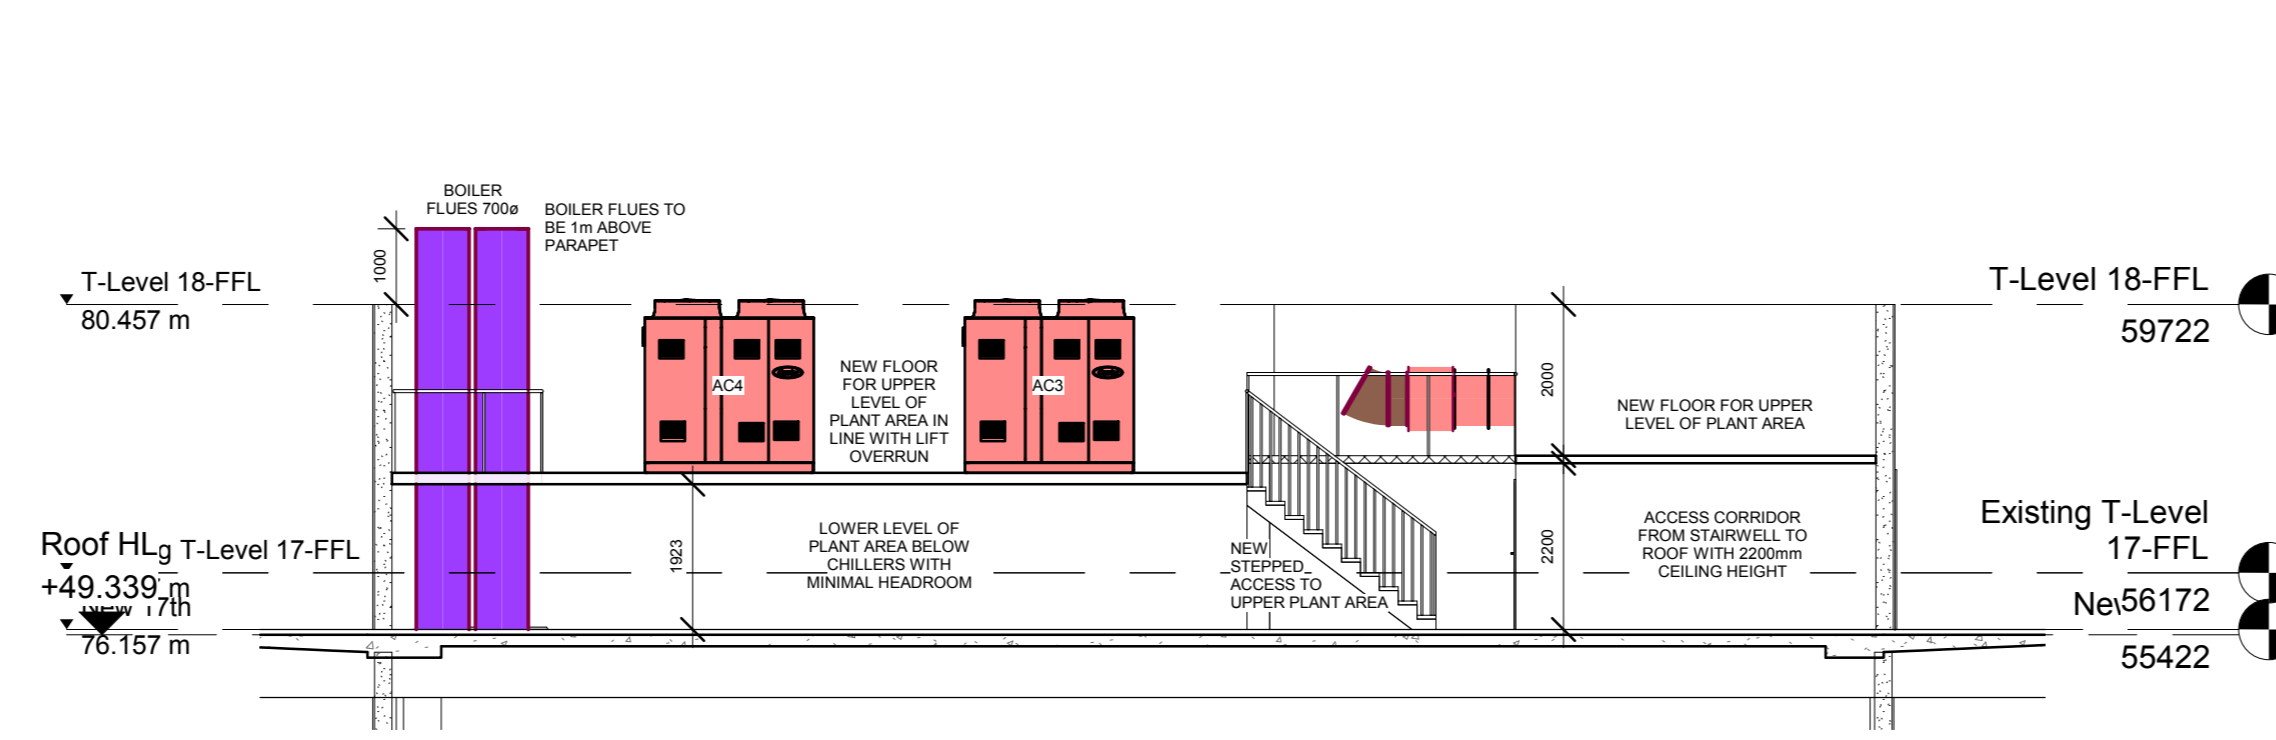 BOILER
FLUES 700ø
BOILER FLUES TO
BE 1m ABOVE
PARAPET
1000
T-Level 18-FFL
80.457 m
T-Level 18-FFL
59722
AC4
AC3
NEW FLOOR
FOR UPPER
LEVEL OF
PLANT AREA IN
LINE WITH LIFT
OVERRUN
2000
NEW FLOOR FOR UPPER
LEVEL OF PLANT AREA
LOWER LEVEL OF
PLANT AREA BELOW
CHILLERS WITH
MINIMAL HEADROOM
1923
NEW
STEPPED
ACCESS TO
UPPER PLANT AREA
2200
ACCESS CORRIDOR
FROM STAIRWELL TO
ROOF WITH 2200mm
CEILING HEIGHT
Existing T-Level
17-FFL
56172
55422
Roof HL
T-Level 17-FFL
+49.339 m
76.157 m